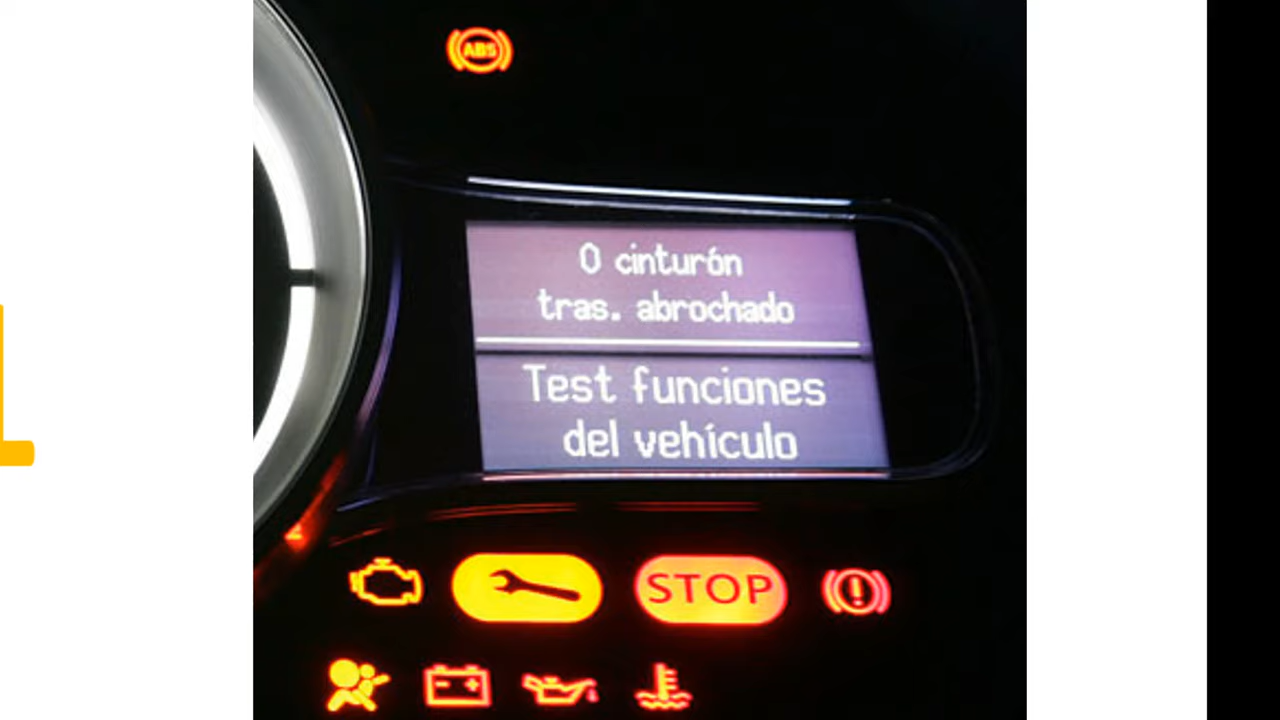 ABS
0 cinturón
tras. abrochado
Test funciones
del vehículo
STOP